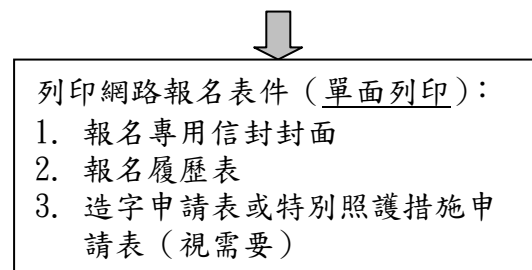 列印網路報名表件（單面列印）：
1. 報名專用信封封面
2. 報名履歷表
3. 造字申請表或特別照護措施申
請表（視需要）